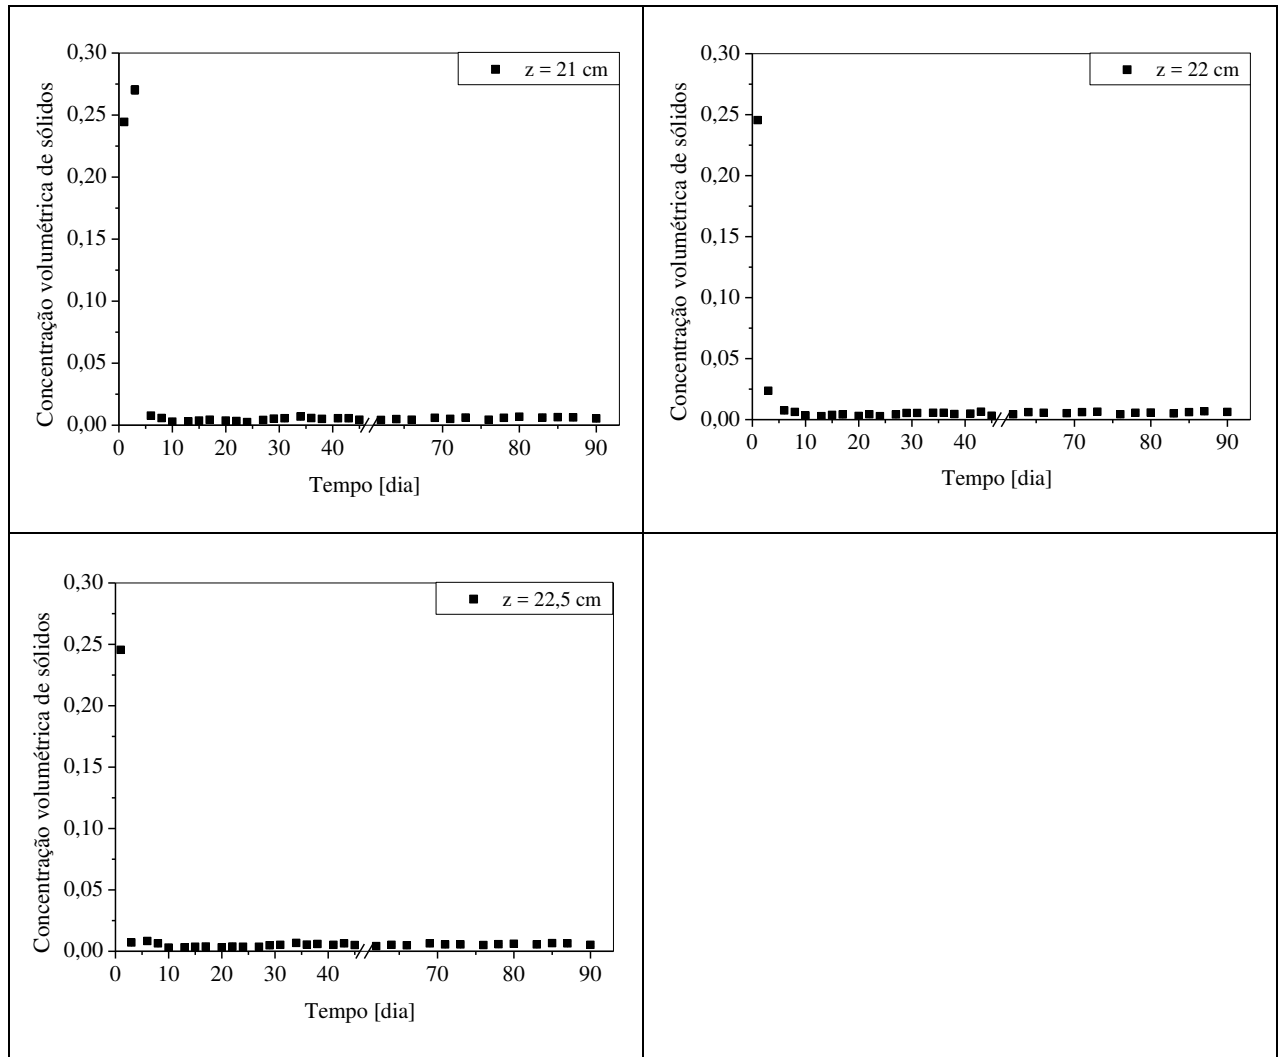 z = 21 cm
Concentração volumétrica de sólidos
0,30
0,25
0,20
0,15
0,10
0,05
0,00
0 10 20 30 40 70 80 90
Tempo [dia]
z = 22 cm
Concentração volumétrica de sólidos
0,30
0,25
0,20
0,15
0,10
0,05
0,00
0 10 20 30 40 70 80 90
Tempo [dia]
z = 22,5 cm
Concentração volumétrica de sólidos
0,30
0,25
0,20
0,15
0,10
0,05
0,00
0 10 20 30 40 70 80 90
Tempo [dia]